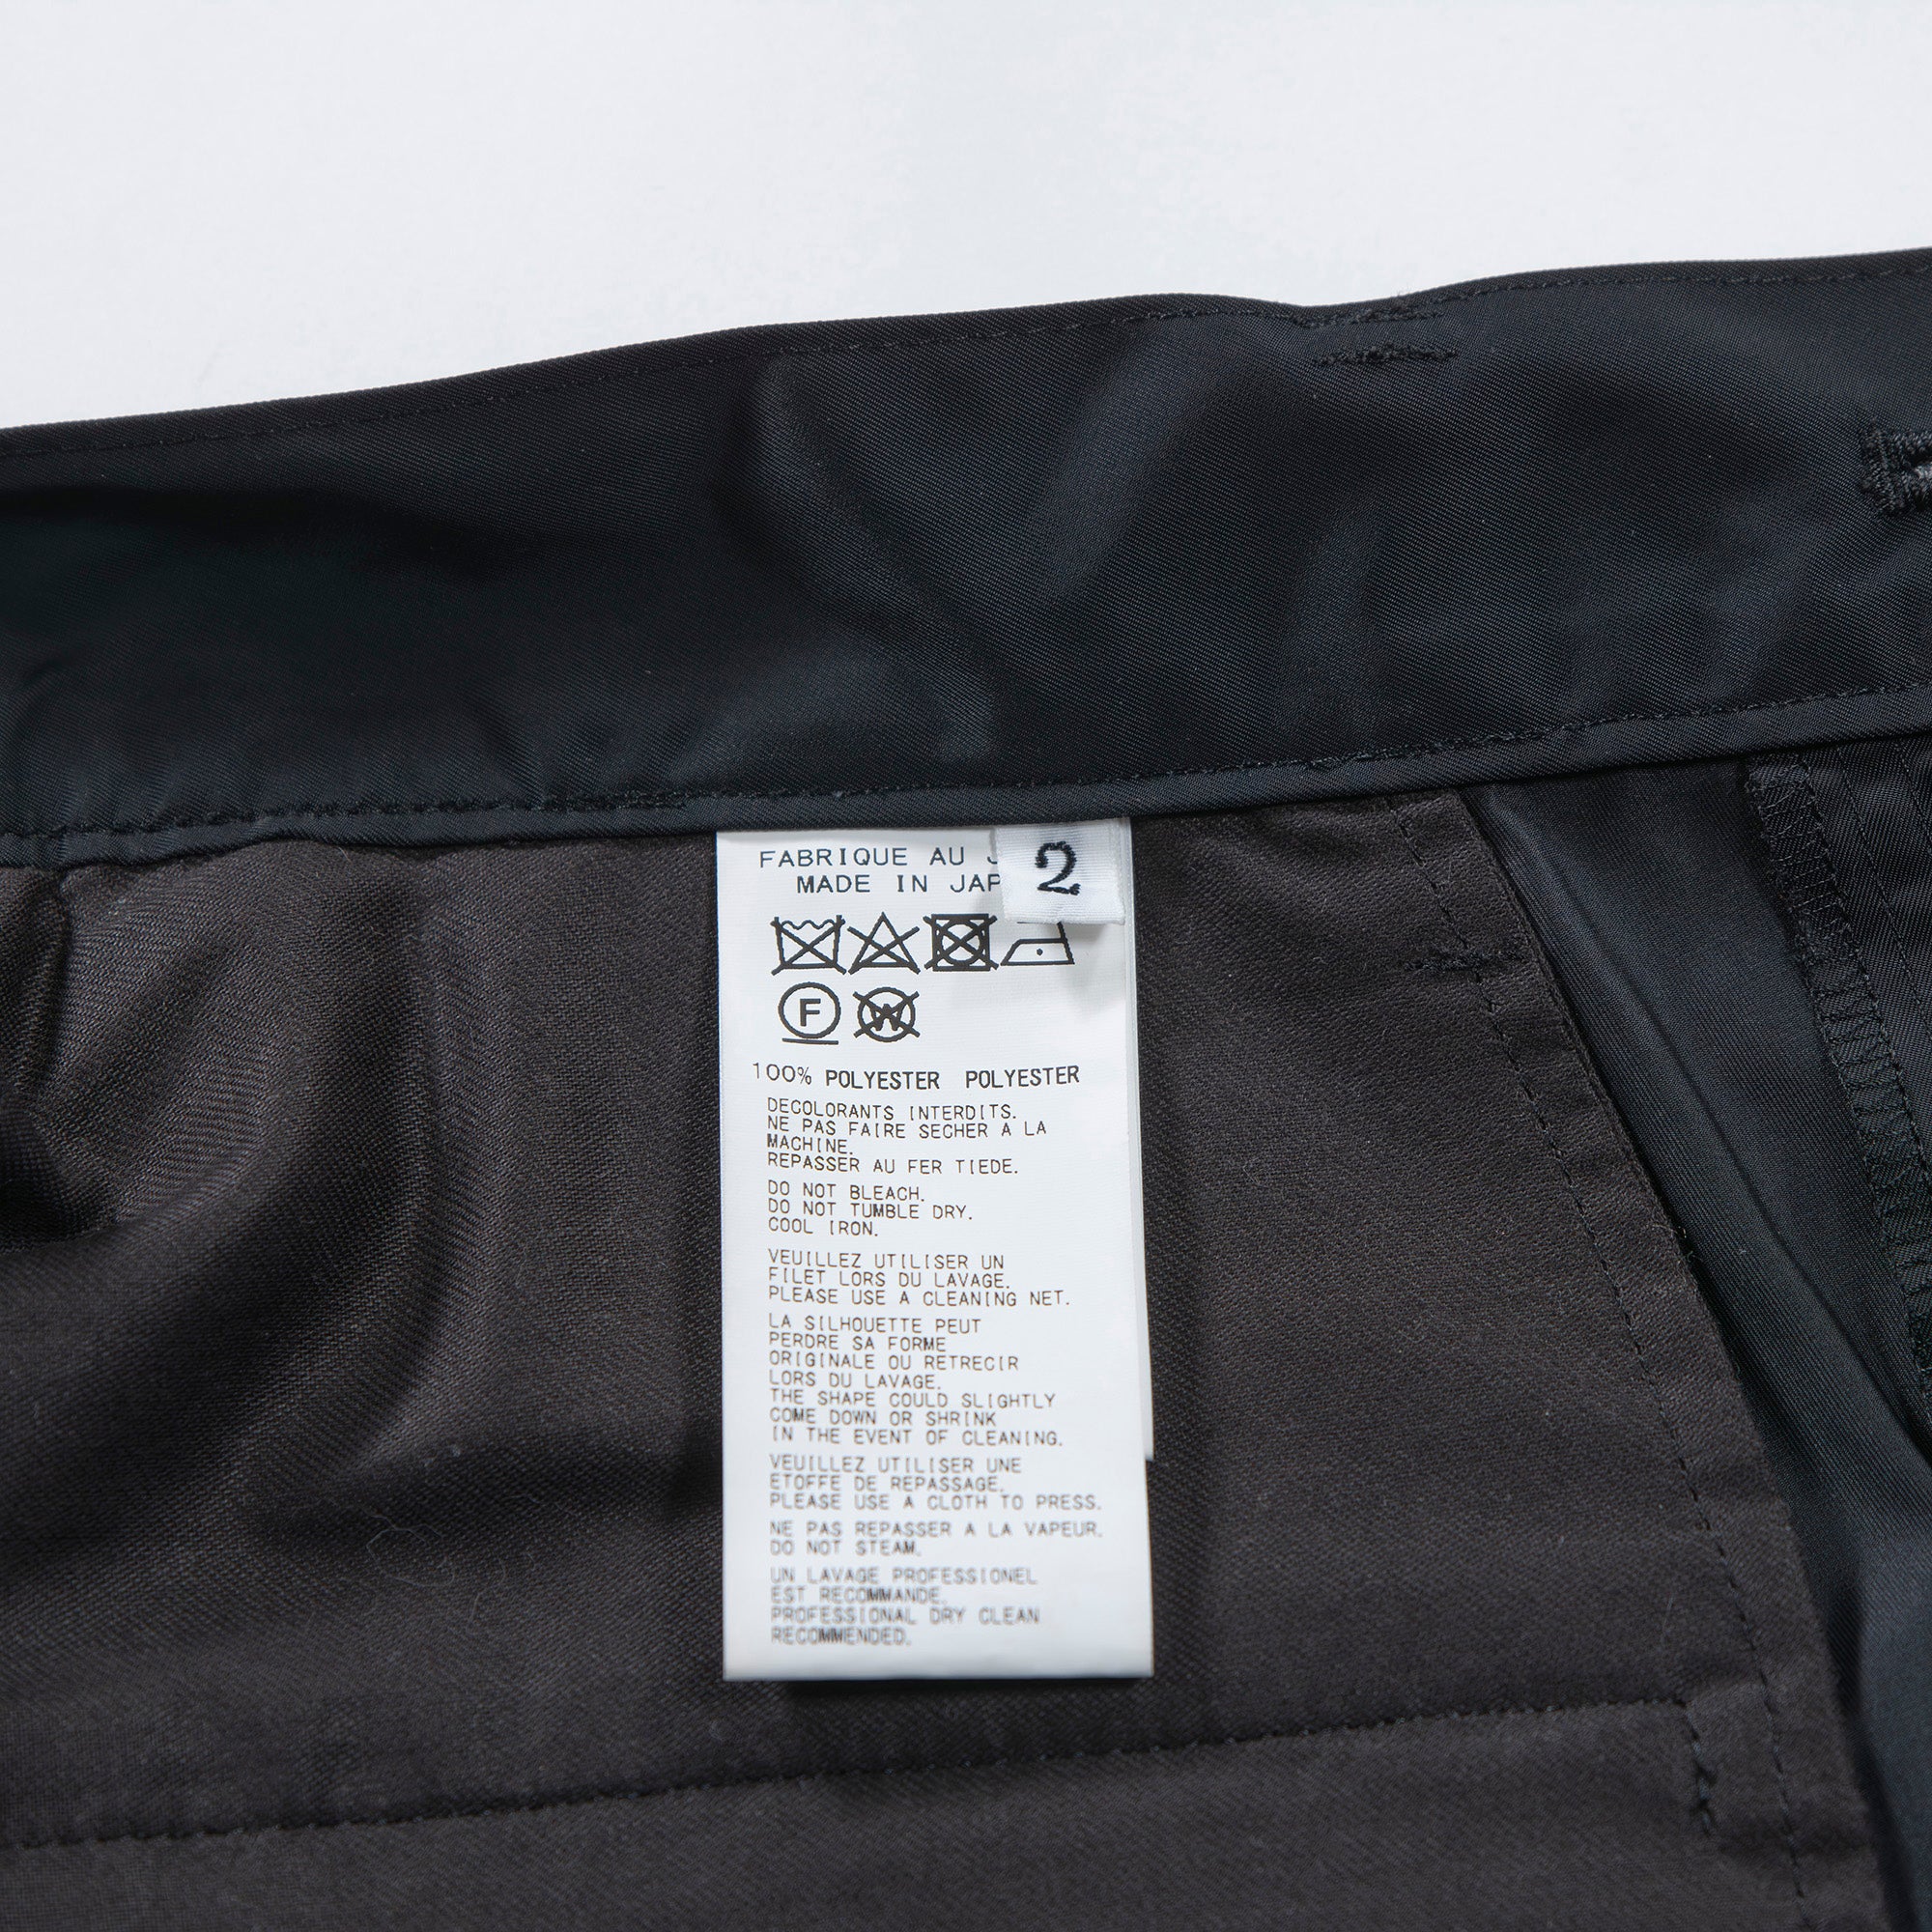 FABRIQUE AU
MADE IN
2
F
W
100% POLYESTER POLYESTER
DECOLORANTS INTERDITS.
NE PAS FAIRE SECHER A LA
MACHINE.
REPASSER AU FER TIEDE.
DO NOT BLEACH.
DO NOT TUMBLE DRY.
COOL IRON.
VEUILLEZ UTILISER UN
FILET LORS DU LAVAGE.
PLEASE USE A CLEANING NET.
LA SILHOUETTE PEUT
PERDRE SA FORME
ORIGINALE OU RETRECIR
LORS DU LAVAGE.
THE SHAPE COULD SLIGHTLY
COME DOWN OR SHRINK
IN THE EVENT OF CLEANING.
VEUILLEZ UTILISER UNE
ETOFFE DE REPASSAGE.
PLEASE USE A CLOTH TO PRESS.
NE PAS REPASSER A LA VAPEUR.
DO NOT STEAM.
UN LAVAGE PROFESSIONEL
EST RECOMMANDE.
PROFESSIONAL DRY CLEAN
RECOMMENDED.